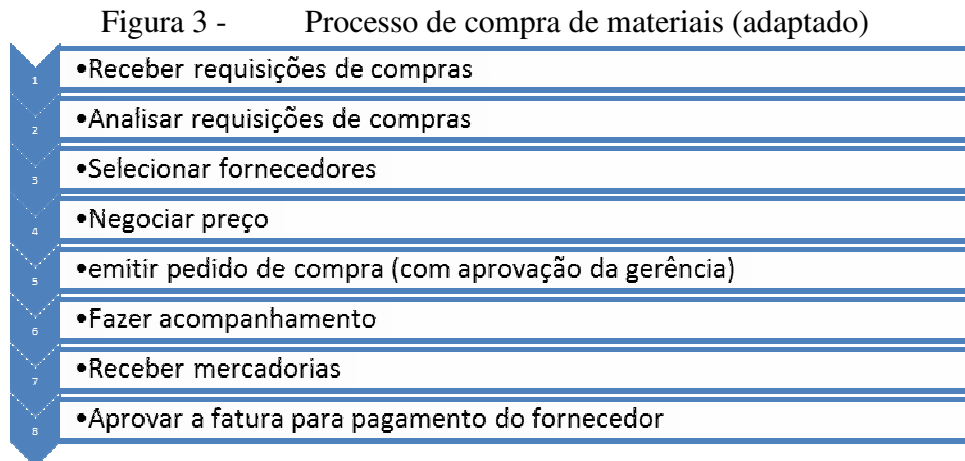 Figura 3 - Processo de compra de materiais (adaptado)
1 •Receber requisições de compras
2 •Analisar requisições de compras
3 •Selecionar fornecedores
4 •Negociar preço
5 •emitir pedido de compra (com aprovação da gerência)
6 •Fazer acompanhamento
7 •Receber mercadorias
8 •Aprovar a fatura para pagamento do fornecedor